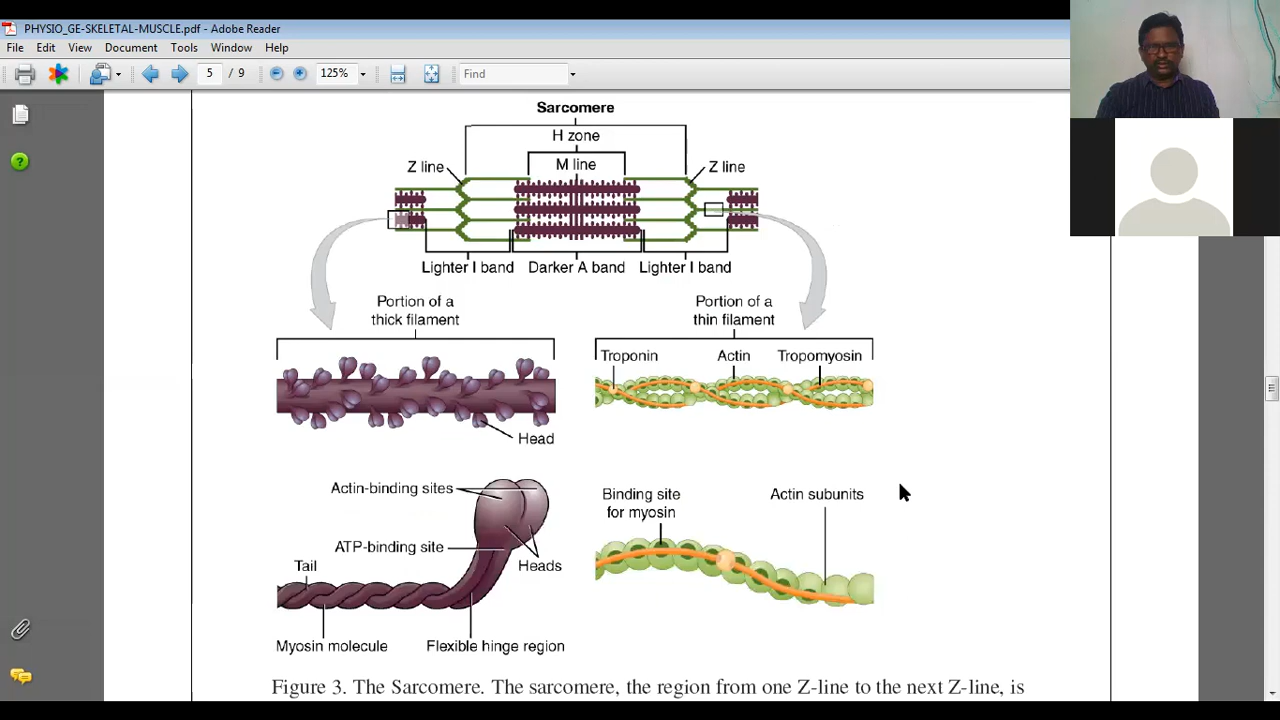 PHYSIO_GE-SKELETAL-MUSCLE.pdf - Adobe Reader
File Edit View Document Tools Window Help
5 / 9 125% Find
Sarcomere
H zone
Z line M line Z line
Lighter I band Darker A band Lighter I band
Portion of a
thick filament
Portion of a
thin filament
Troponin Actin Tropomyosin
Head
Actin-binding sites
ATP-binding site
Tail
Heads
Myosin molecule Flexible hinge region
Binding site
for myosin
Actin subunits
Figure 3. The Sarcomere. The sarcomere, the region from one Z-line to the next Z-line, is